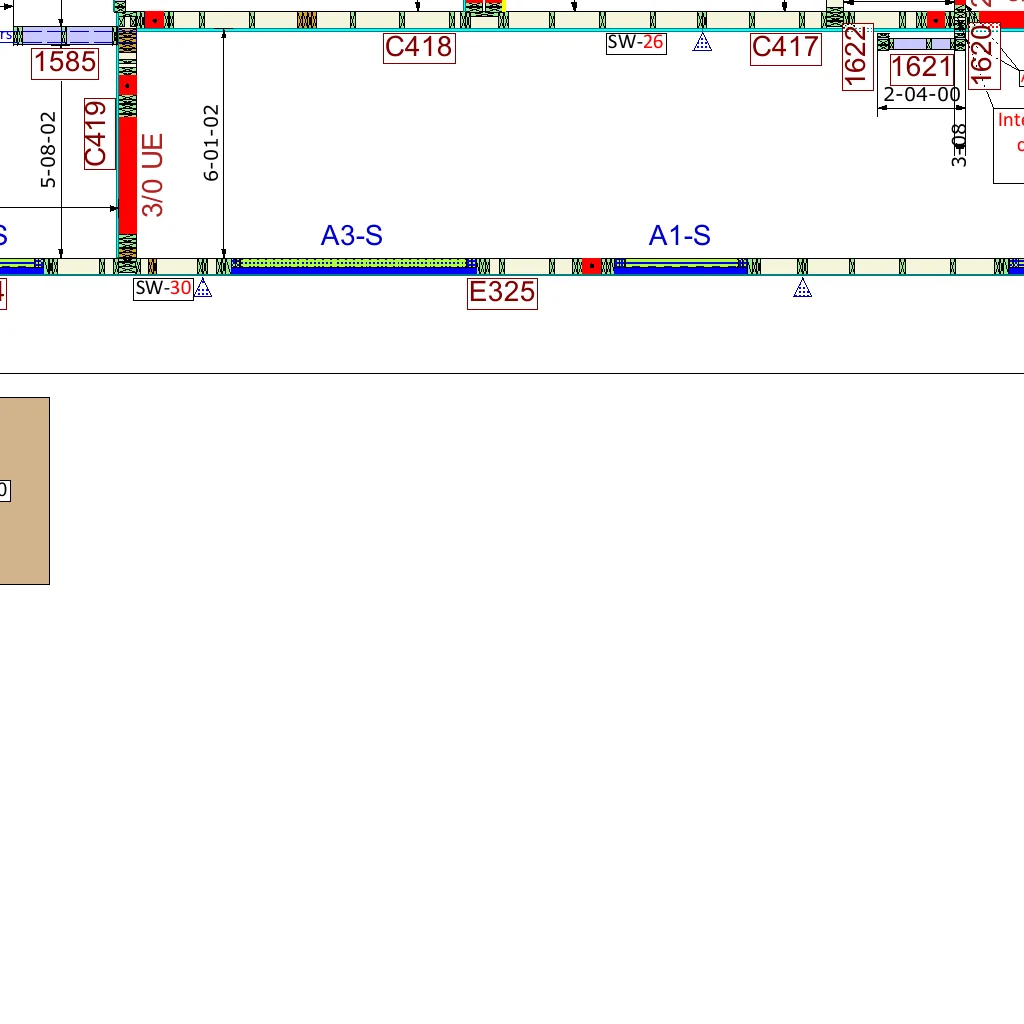 C418
SW-26
C417
1622
1621
1620
1585
2-04-00
3-08
C419
5-08-02
3/0 UE
6-01-02
Inte
A3-S
A1-S
SW-30
E325